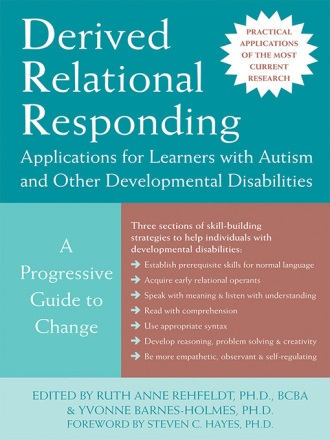 Derived
Relational
Responding
PRACTICAL
APPLICATIONS
OF THE MOST
CURRENT
RESEARCH
Applications for Learners with Autism
and Other Developmental Disabilities
A
Progressive
Guide to
Change
Three sections of skill-building
strategies to help individuals with
developmental disabilities:
➔ Establish prerequisite skills for normal language
➔ Acquire early relational operants
➔ Speak with meaning & listen with understanding
➔ Read with comprehension
➔ Use appropriate syntax
➔ Develop reasoning, problem solving & creativity
➔ Be more empathetic, observant & self-regulating
EDITED BY RUTH ANNE REHFELDT, PH.D., BCBA
& YVONNE BARNES-HOLMES, PH.D.
FOREWORD BY STEVEN C. HAYES, PH.D.